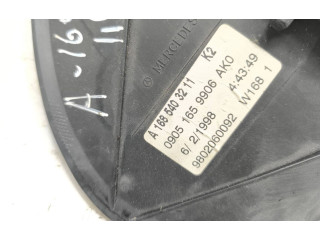 A-160
© MERCEDES
A 168 540 32 11 K2
0905 165 9906 AKO
6/ 2/1998 4:43:49
9802060092 W168 1